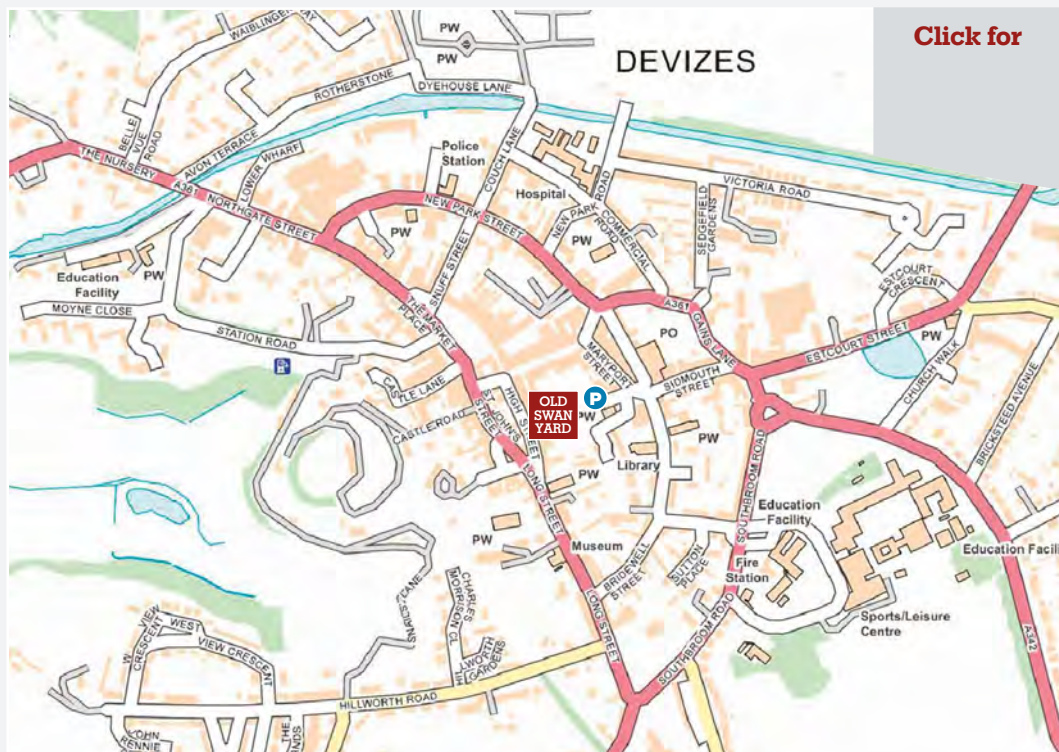 Click for
DEVIZES
WAIBLINGEN WAY
PW
PW
ROTHERSTONE
DYEHOUSE LANE
BELLE
VUE
ROAD
AVON TERRACE
LOWER WHARF
THE NURSERY
A361
NORTHGATE STREET
Police
Station
COUCH LANE
Hospital
NEW PARK STREET
PW
SNUFF STREET
NEW PARK
ROAD
ROAD
COMMERCIAL
PW
SEDGEFIELD
GARDENS
VICTORIA ROAD
Education
Facility
PW
MOYNE CLOSE
STATION ROAD
THE MARKET
PLACE
A361
GAINS LANE
PO
ESTCOURT
CRESCENT
ESTCOURT STREET
PW
CHURCH WALK
BRICKSTEED AVENUE
MARYPORT
STREET
SIDMOUTH
STREET
CASTLE LANE
CASTLE ROAD
ST. JOHN'S
STREET
HIGH STREET
OLD
SWAN
YARD
P
PW
PW
Library
LONG STREET
PW
PW
Museum
BRIDEWELL
STREET
SUTTON
PLACE
SOUTHBROOM ROAD
Education
Facility
Fire
Station
Education Facili
Sports/Leisure
Centre
A342
SOUTHBROOM ROAD
LONG STREET
SNAILS LANE
CHARLES
MORRISON CL
HILLWORTH
GARDENS
HILLWORTH ROAD
WEST
VIEW CRESCENT
W
VIEW
CRESCENT
JOHN
RENNIE
THE